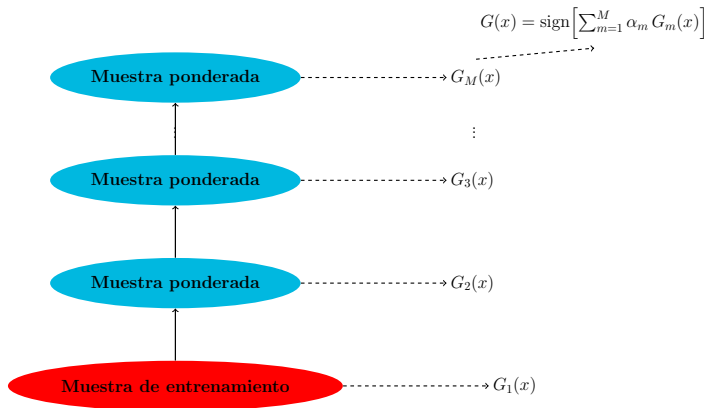 G(x) = sign[∑_{m=1}^{M} α_m G_m(x)]
Muestra ponderada G_M(x)
⋮ ⋮
Muestra ponderada G_3(x)
Muestra ponderada G_2(x)
Muestra de entrenamiento G_1(x)